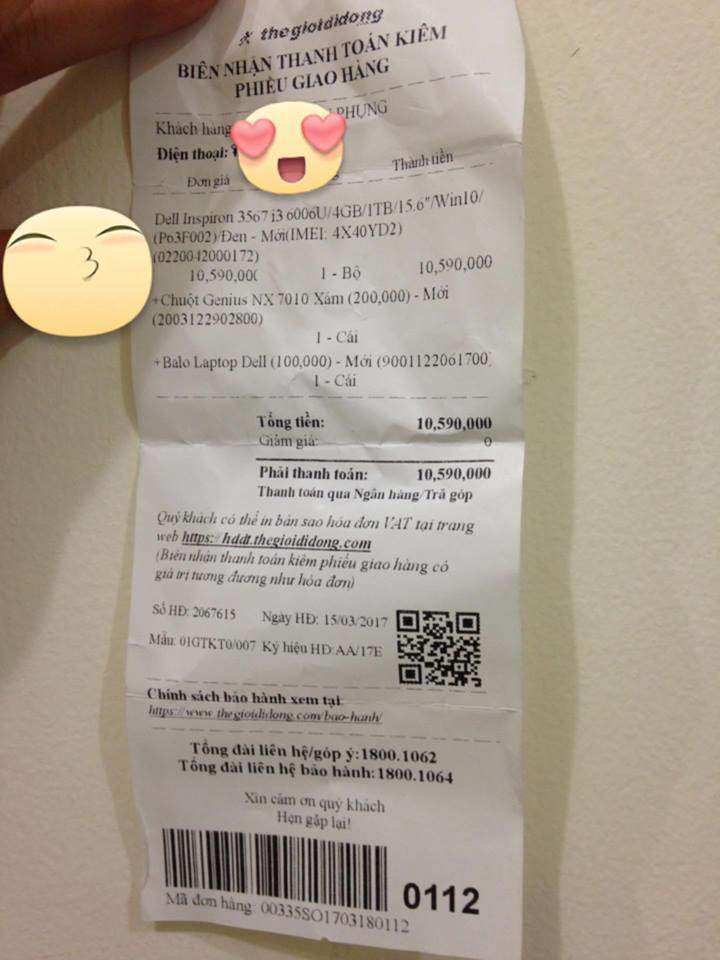 thegioididong
BIÊN NHẬN THANH TOÁN KIÊM
PHIẾU GIAO HÀNG
Khách hàng PHỤNG
Điện thoại:
Đơn giá Thành tiền
Dell Inspiron 3567 i3 6006U/4GB/1TB/15.6"/Win10/
(P63F002)/Đen - Mới(IMEI: 4X40YD2)
(0220042000172)
10,590,00( 1 - Bộ 10,590,000
+Chuột Genius NX 7010 Xám (200,000) - Mới
(2003122902800)
1 - Cái
+Balo Laptop Dell (100,000) - Mới (9001122061700)
1 - Cái
Tổng tiền: 10,590,000
Giảm giá: 0
Phải thanh toán: 10,590,000
Thanh toán qua Ngân hàng/Trả góp
Quý khách có thể in bản sao hóa đơn VAT tại trang
web https://hddt.thegioididong.com
(Biên nhận thanh toán kiêm phiếu giao hàng có
giá trị tương đương như hóa đơn)
Số HĐ: 2067615 Ngày HĐ: 15/03/2017
Mẫu: 01GTKT0/007 Ký hiệu HĐ:AA/17E
Chính sách bảo hành xem tại:
https://www.thegioididong.com/bao-hanh/
Tổng đài liên hệ/góp ý:1800.1062
Tổng đài liên hệ bảo hành:1800.1064
Xin cảm ơn quý khách
Hẹn gặp lại!
0112
Mã đơn hàng: 00335SO1703180112